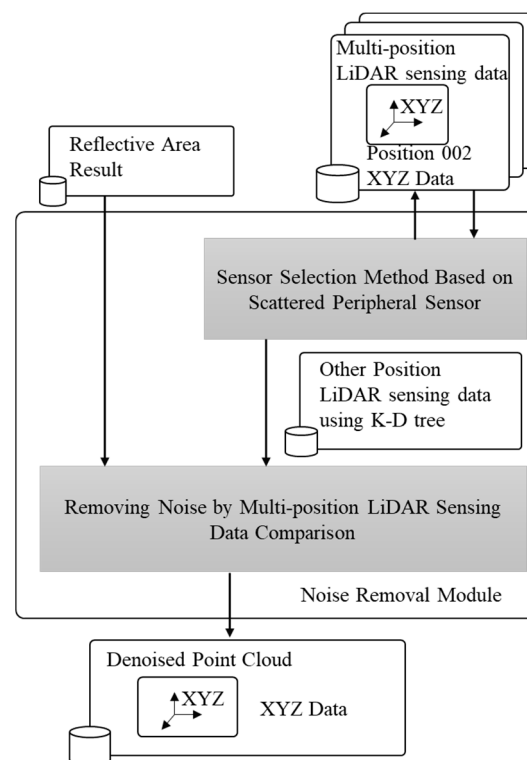 Multi-position
LiDAR sensing data
XYZ
Position 002
XYZ Data
Reflective Area
Result
Sensor Selection Method Based on
Scattered Peripheral Sensor
Other Position
LiDAR sensing data
using K-D tree
Removing Noise by Multi-position LiDAR Sensing
Data Comparison
Noise Removal Module
Denoised Point Cloud
XYZ
XYZ Data